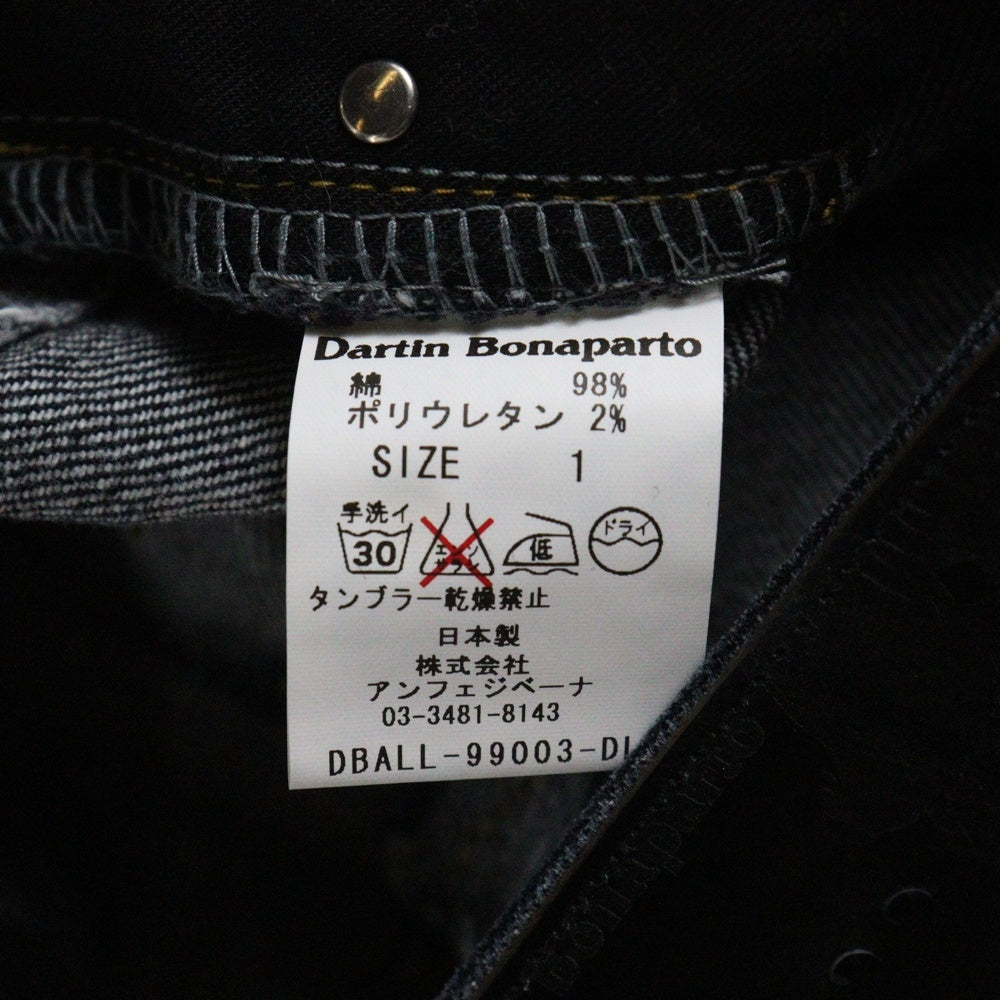 Dartin Bonaparto
綿 98%
ポリウレタン 2%
SIZE 1
手洗イ
30 低 ドライ
タンブラー乾燥禁止
日本製
株式会社
アンフェジベーナ
03-3481-8143
DBALL-99003-DL
bonaparto